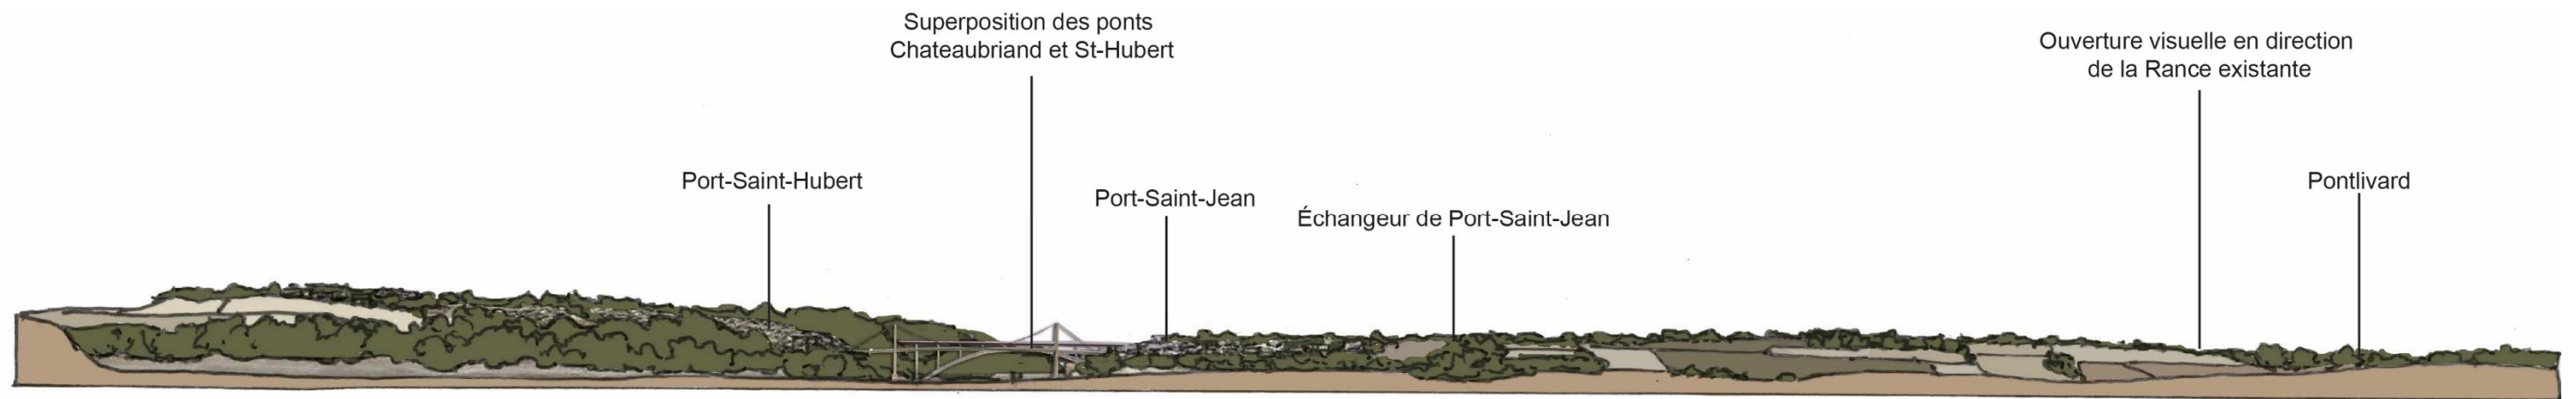 Superposition des ponts
Chateaubriand et St-Hubert
Ouverture visuelle en direction
de la Rance existante
Port-Saint-Hubert
Port-Saint-Jean
Échangeur de Port-Saint-Jean
Pontlivard